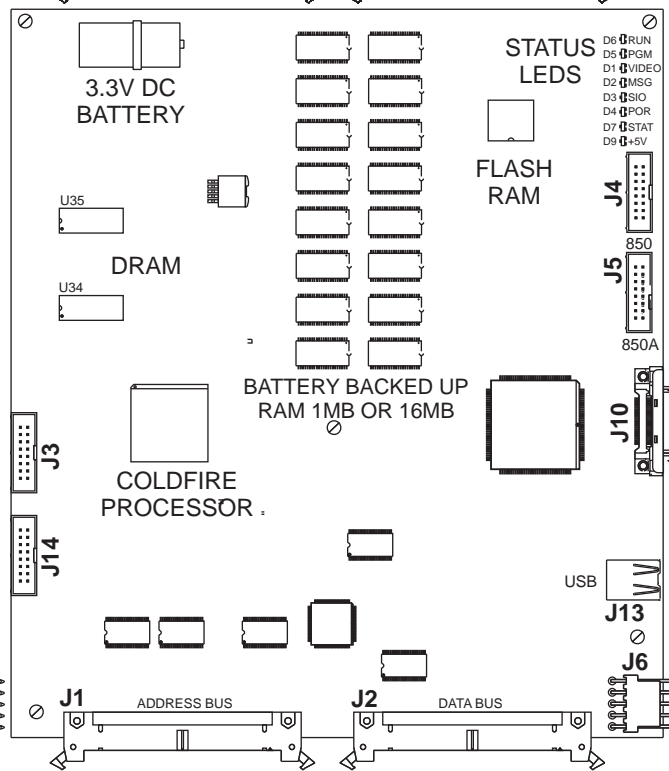 3.3V DC
BATTERY
STATUS
LEDS
D6 RUN
D5 PGM
D1 VIDEO
D2 MSG
D3 SIO
D4 POR
D7 STAT
D9 +5V
FLASH
RAM
J4
850
J5
850A
U35
DRAM
U34
BATTERY BACKED UP
RAM 1MB OR 16MB
J10
J3
COLDFIRE
PROCESSOR
J14
USB
J13
J6
J1
ADDRESS BUS
J2
DATA BUS